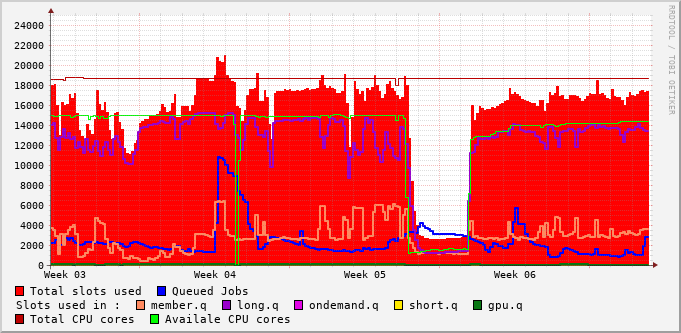 24000
22000
20000
18000
16000
14000
12000
10000
8000
6000
4000
2000
0
Week 03 Week 04 Week 05 Week 06
Total slots used Queued Jobs
Slots used in : member.q long.q ondemand.q short.q gpu.q
Total CPU cores Availale CPU cores
RRDTOOL / TOBI OETIKER